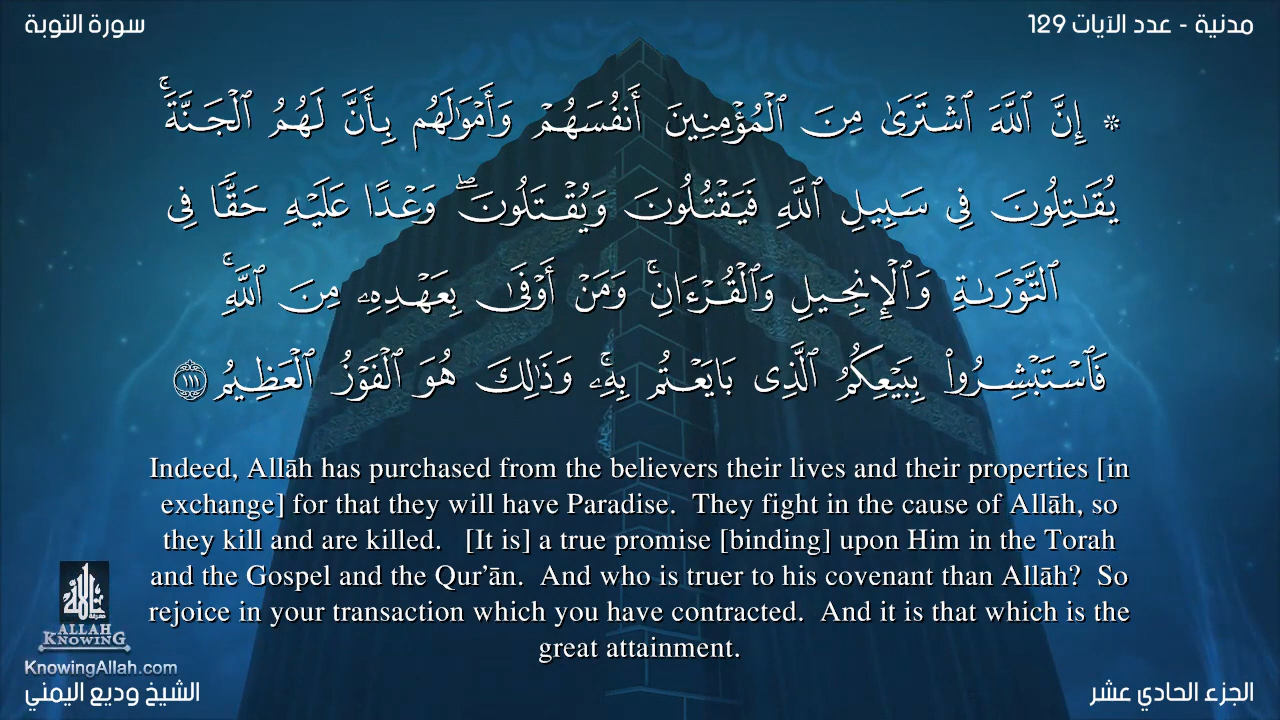 سورة التوبة
مدنية - عدد الآيات 129
۞ إِنَّ ٱللَّهَ ٱشْتَرَىٰ مِنَ ٱلْمُؤْمِنِينَ أَنفُسَهُمْ وَأَمْوَٰلَهُم بِأَنَّ لَهُمُ ٱلْجَنَّةَ ۚ
يُقَـٰتِلُونَ فِى سَبِيلِ ٱللَّهِ فَيَقْتُلُونَ وَيُقْتَلُونَ ۖ وَعْدًا عَلَيْهِ حَقًّا فِى
ٱلتَّوْرَىٰةِ وَٱلْإِنجِيلِ وَٱلْقُرْءَانِ ۚ وَمَنْ أَوْفَىٰ بِعَهْدِهِۦ مِنَ ٱللَّهِ ۚ
فَٱسْتَبْشِرُوا۟ بِبَيْعِكُمُ ٱلَّذِى بَايَعْتُم بِهِۦ ۚ وَذَٰلِكَ هُوَ ٱلْفَوْزُ ٱلْعَظِيمُ ١١١
Indeed, Allāh has purchased from the believers their lives and their properties [in
exchange] for that they will have Paradise. They fight in the cause of Allāh, so
they kill and are killed. [It is] a true promise [binding] upon Him in the Torah
and the Gospel and the Qur’ān. And who is truer to his covenant than Allāh? So
rejoice in your transaction which you have contracted. And it is that which is the
great attainment.
ALLAH
KNOWING
KnowingAllah.com
الشيخ وديع اليمني
الجزء الحادي عشر